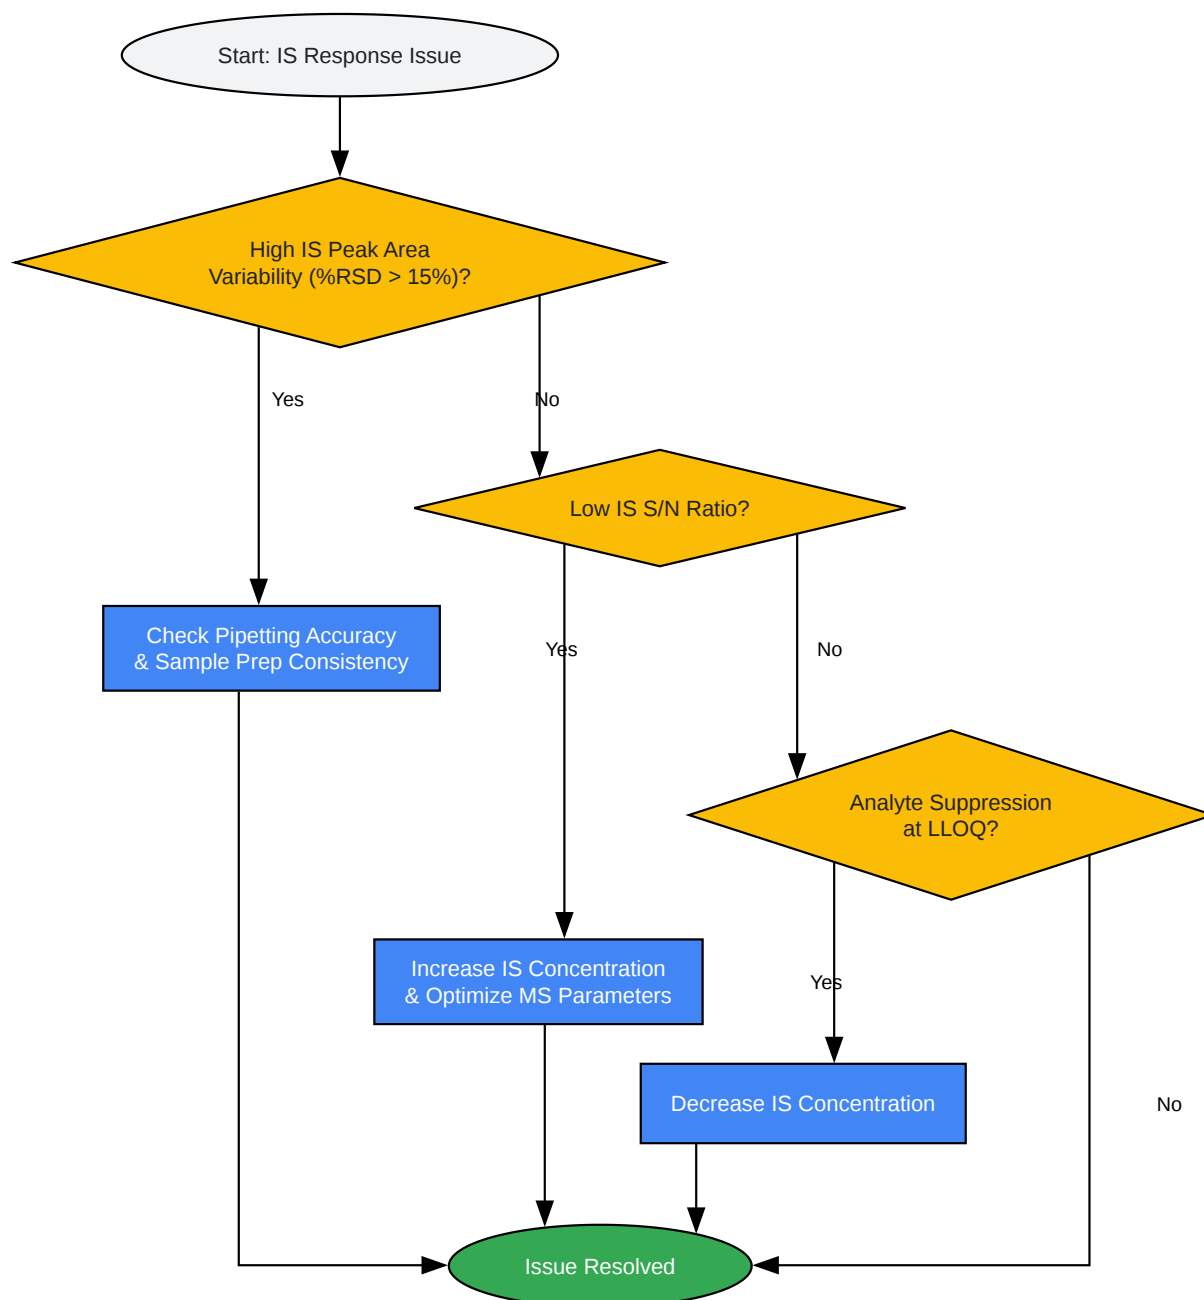 Start: IS Response Issue
High IS Peak Area
Variability (%RSD > 15%)?
Yes
No
Low IS S/N Ratio?
Check Pipetting Accuracy
& Sample Prep Consistency
Yes
No
Analyte Suppression
at LLOQ?
Increase IS Concentration
& Optimize MS Parameters
Yes
Decrease IS Concentration
No
Issue Resolved